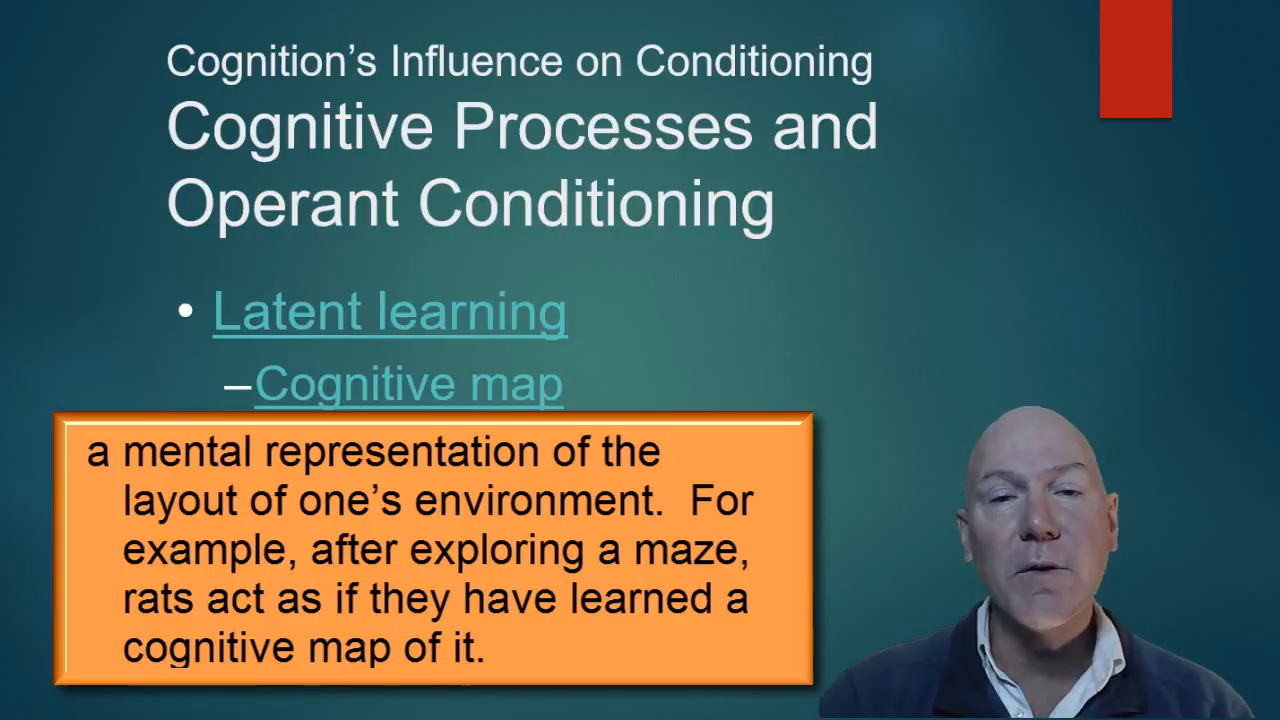 Cognition’s Influence on Conditioning
Cognitive Processes and
Operant Conditioning
• Latent learning
–Cognitive map
a mental representation of the
layout of one’s environment.  For
example, after exploring a maze,
rats act as if they have learned a
cognitive map of it.